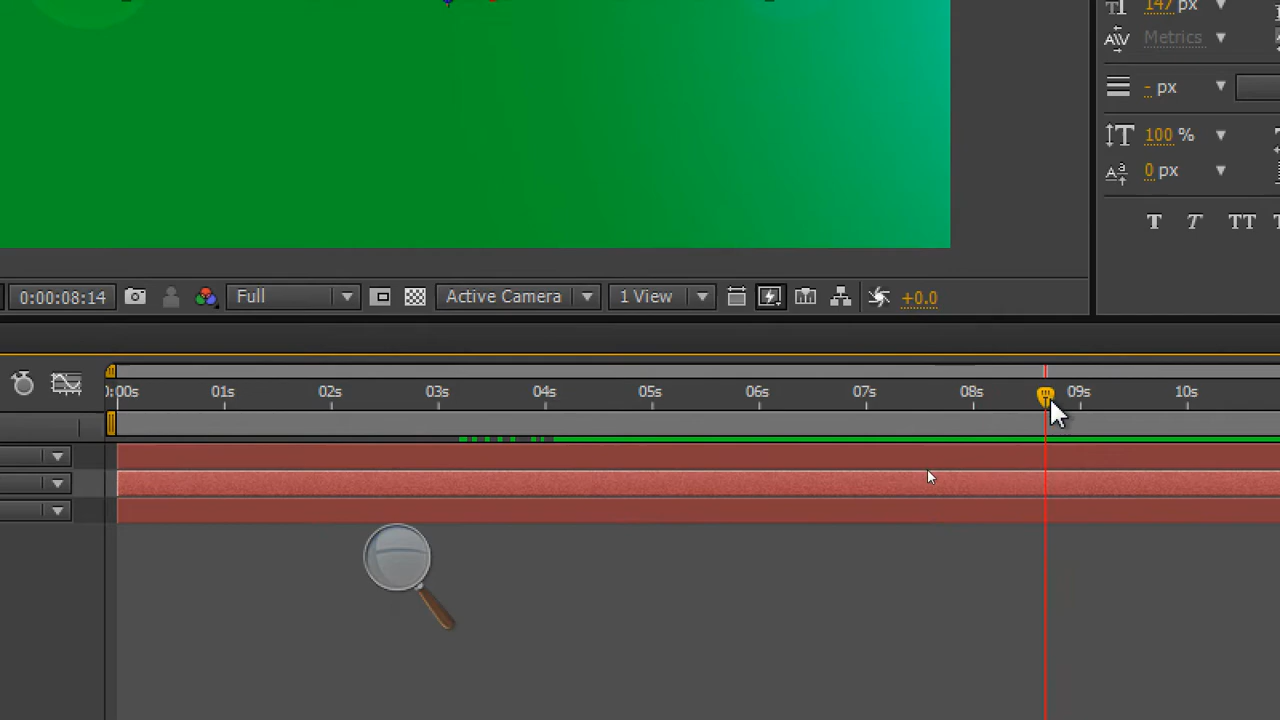 147 px
Metrics
- px
100 %
0 px
T T TT
0:00:08:14 Full Active Camera 1 View +0.0
0:00s 01s 02s 03s 04s 05s 06s 07s 08s 09s 10s